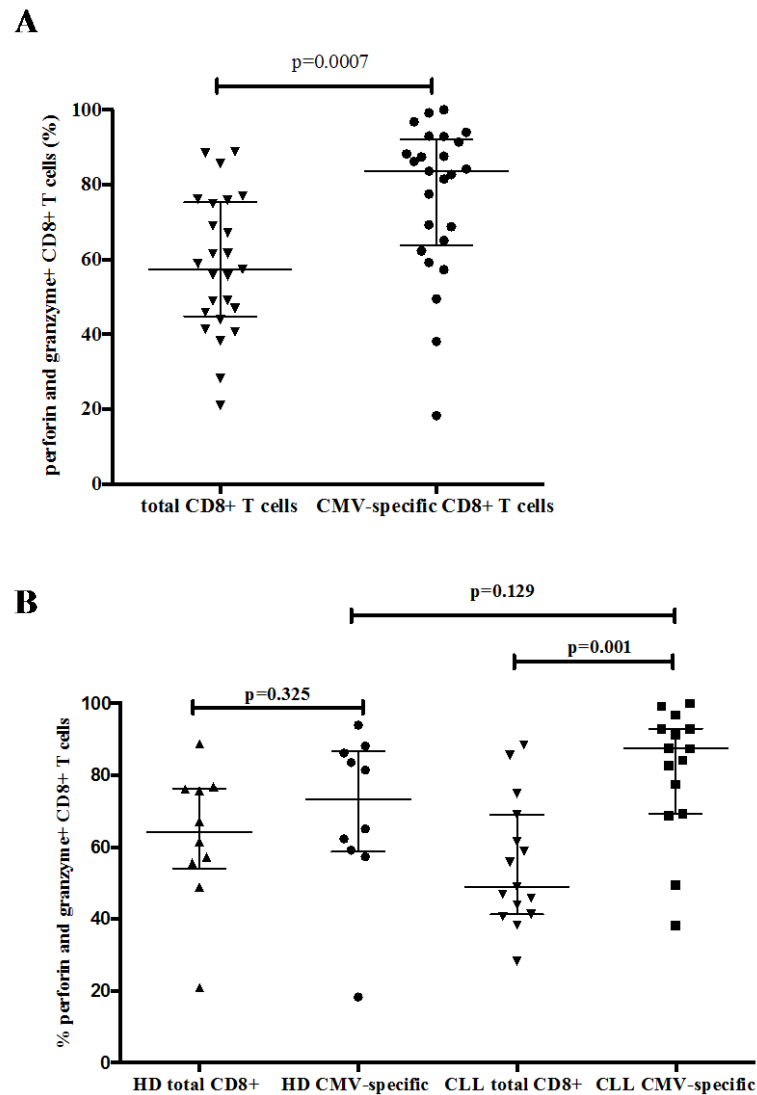 A
p=0.0007
perforin and granzyme+ CD8+ T cells (%)
100
80
60
40
20
0
total CD8+ T cells
CMV-specific CD8+ T cells
B
p=0.129
p=0.001
p=0.325
% perforin and granzyme+ CD8+ T cells
100
80
60
40
20
0
HD total CD8+
HD CMV-specific
CLL total CD8+
CLL CMV-specific